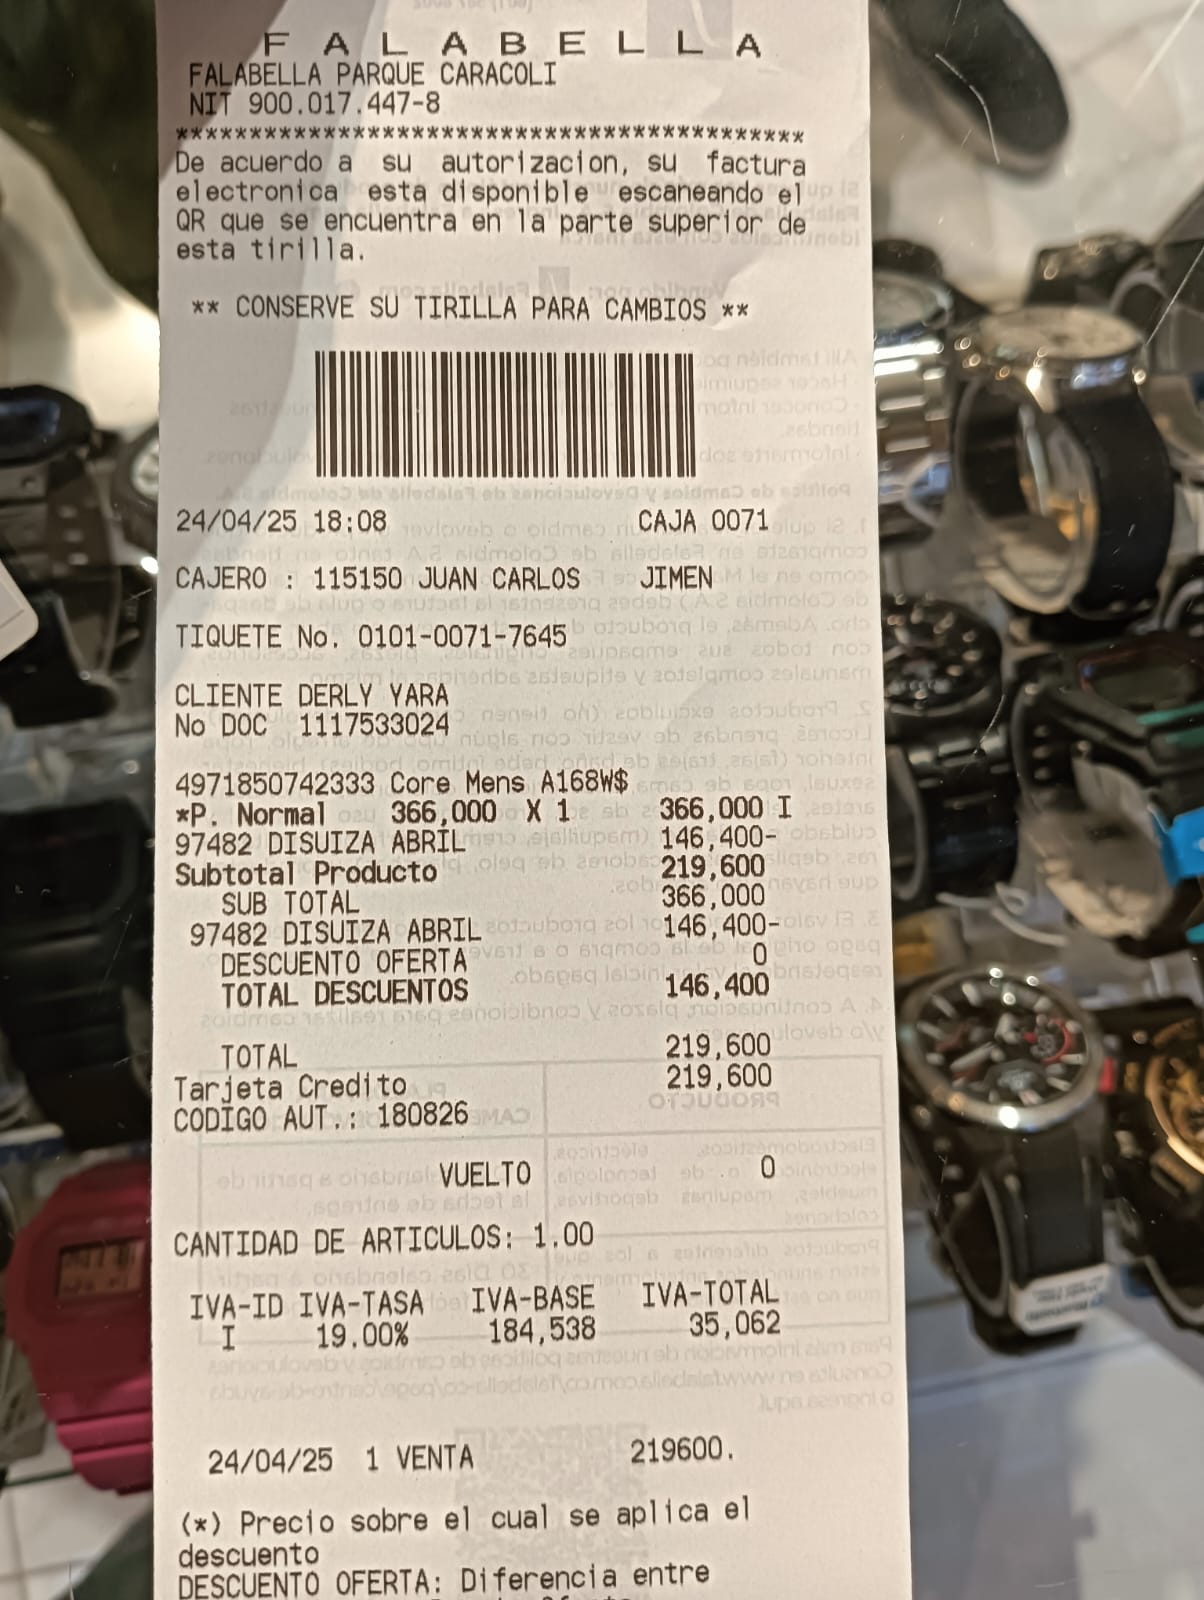 F A L A B E L L A
FALABELLA PARQUE CARACOLI
NIT 900.017.447-8
*******************************************
De acuerdo a su autorizacion, su factura
electronica esta disponible escaneando el
QR que se encuentra en la parte superior de
esta tirilla.
** CONSERVE SU TIRILLA PARA CAMBIOS **
24/04/25 18:08 CAJA 0071
CAJERO : 115150 JUAN CARLOS JIMEN
TIQUETE No. 0101-0071-7645
CLIENTE DERLY YARA
No DOC 1117533024
4971850742333 Core Mens A168W$
*P. Normal 366,000 X 1 366,000 I
97482 DISUIZA ABRIL 146,400-
Subtotal Producto 219,600
SUB TOTAL 366,000
97482 DISUIZA ABRIL 146,400-
DESCUENTO OFERTA 0
TOTAL DESCUENTOS 146,400
TOTAL 219,600
Tarjeta Credito 219,600
CODIGO AUT.: 180826
VUELTO 0
CANTIDAD DE ARTICULOS: 1.00
IVA-ID IVA-TASA IVA-BASE IVA-TOTAL
I 19.00% 184,538 35,062
24/04/25 1 VENTA 219600.
(*) Precio sobre el cual se aplica el
descuento
DESCUENTO OFERTA: Diferencia entre